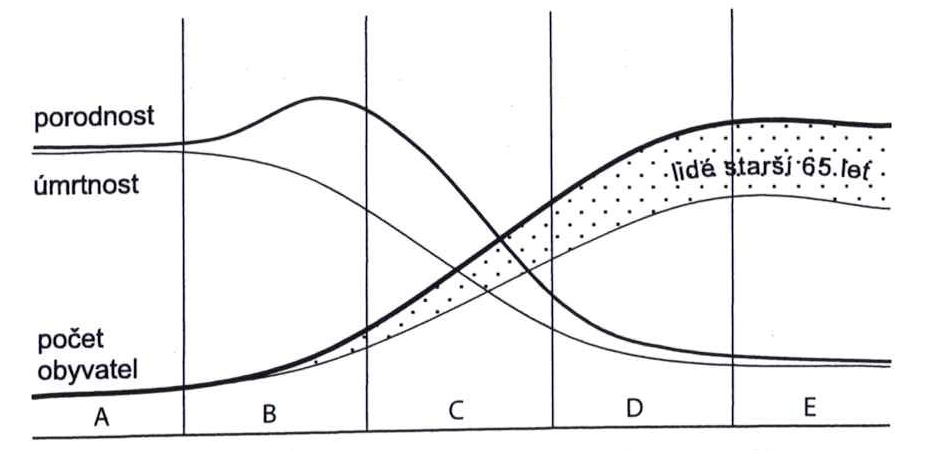 porodnost
úmrtnost
lidé starší 65.let
počet
obyvatel
A
B
C
D
E